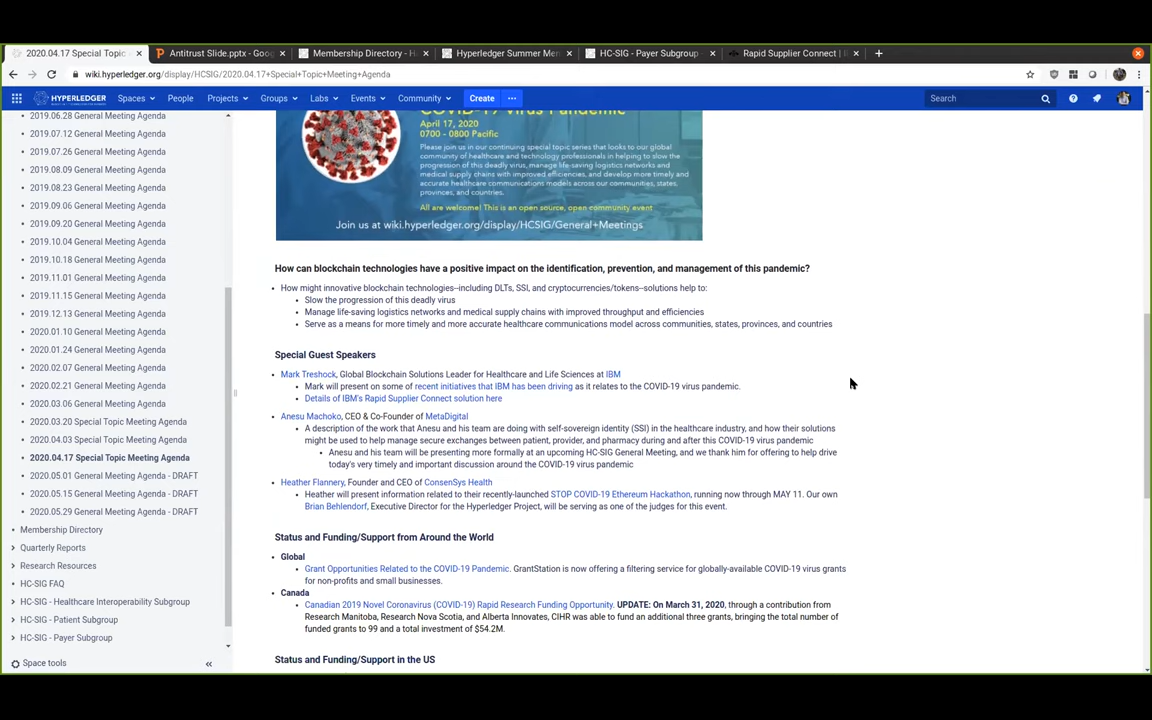 2020.04.17 Special Topic
Antitrust Slide.pptx - Goo
Membership Directory - H
Hyperledger Summer Men
HC-SIG - Payer Subgroup
Rapid Supplier Connect |
wiki.hyperledger.org/display/HCSIG/2020.04.17+Special+Topic+Meeting+Agenda
HYPERLEDGER
Spaces
People
Projects
Groups
Labs
Events
Community
Create
Search
2019.06.28 General Meeting Agenda
2019.07.12 General Meeting Agenda
2019.07.26 General Meeting Agenda
2019.08.09 General Meeting Agenda
2019.08.23 General Meeting Agenda
2019.09.06 General Meeting Agenda
2019.09.20 General Meeting Agenda
2019.10.04 General Meeting Agenda
2019.10.18 General Meeting Agenda
2019.11.01 General Meeting Agenda
2019.11.15 General Meeting Agenda
2019.12.13 General Meeting Agenda
2020.01.10 General Meeting Agenda
2020.01.24 General Meeting Agenda
2020.02.07 General Meeting Agenda
2020.02.21 General Meeting Agenda
2020.03.06 General Meeting Agenda
2020.03.20 Special Topic Meeting Agenda
2020.04.03 Special Topic Meeting Agenda
2020.04.17 Special Topic Meeting Agenda
2020.05.01 General Meeting Agenda - DRAFT
2020.05.15 General Meeting Agenda - DRAFT
2020.05.29 General Meeting Agenda - DRAFT
Membership Directory
Quarterly Reports
Research Resources
HC-SIG FAQ
HC-SIG - Healthcare Interoperability Subgroup
HC-SIG - Patient Subgroup
HC-SIG - Payer Subgroup
Space tools
COVID-19 Virus Pandemic
April 17, 2020
0700 - 0800 Pacific
Please join us in our continuing special topic series that looks to our global
community of healthcare and technology professionals in helping to slow the
progression of this deadly virus, manage life-saving logistics networks and
medical supply chains with improved efficiencies, and develop more timely and
accurate healthcare communications models across our communities, states,
provinces, and countries.
All are welcome! This is an open source, open community event
Join us at wiki.hyperledger.org/display/HCSIG/General+Meetings
How can blockchain technologies have a positive impact on the identification, prevention, and management of this pandemic?
How might innovative blockchain technologies--including DLTs, SSI, and cryptocurrencies/tokens--solutions help to:
Slow the progression of this deadly virus
Manage life-saving logistics networks and medical supply chains with improved throughput and efficiencies
Serve as a means for more timely and more accurate healthcare communications model across communities, states, provinces, and countries
Special Guest Speakers
Mark Treshock, Global Blockchain Solutions Leader for Healthcare and Life Sciences at IBM
Mark will present on some of recent initiatives that IBM has been driving as it relates to the COVID-19 virus pandemic.
Details of IBM's Rapid Supplier Connect solution here
Anesu Machoko, CEO & Co-Founder of MetaDigital
A description of the work that Anesu and his team are doing with self-sovereign identity (SSI) in the healthcare industry, and how their solutions
might be used to help manage secure exchanges between patient, provider, and pharmacy during and after this COVID-19 virus pandemic
Anesu and his team will be presenting more formally at an upcoming HC-SIG General Meeting, and we thank him for offering to help drive
today's very timely and important discussion around the COVID-19 virus pandemic
Heather Flannery, Founder and CEO of ConsenSys Health
Heather will present information related to their recently-launched STOP COVID-19 Ethereum Hackathon, running now through MAY 11. Our own
Brian Behlendorf, Executive Director for the Hyperledger Project, will be serving as one of the judges for this event.
Status and Funding/Support from Around the World
Global
Grant Opportunities Related to the COVID-19 Pandemic. GrantStation is now offering a filtering service for globally-available COVID-19 virus grants
for non-profits and small businesses.
Canada
Canadian 2019 Novel Coronavirus (COVID-19) Rapid Research Funding Opportunity. UPDATE: On March 31, 2020, through a contribution from
Research Manitoba, Research Nova Scotia, and Alberta Innovates, CIHR was able to fund an additional three grants, bringing the total number of
funded grants to 99 and a total investment of $54.2M.
Status and Funding/Support in the US